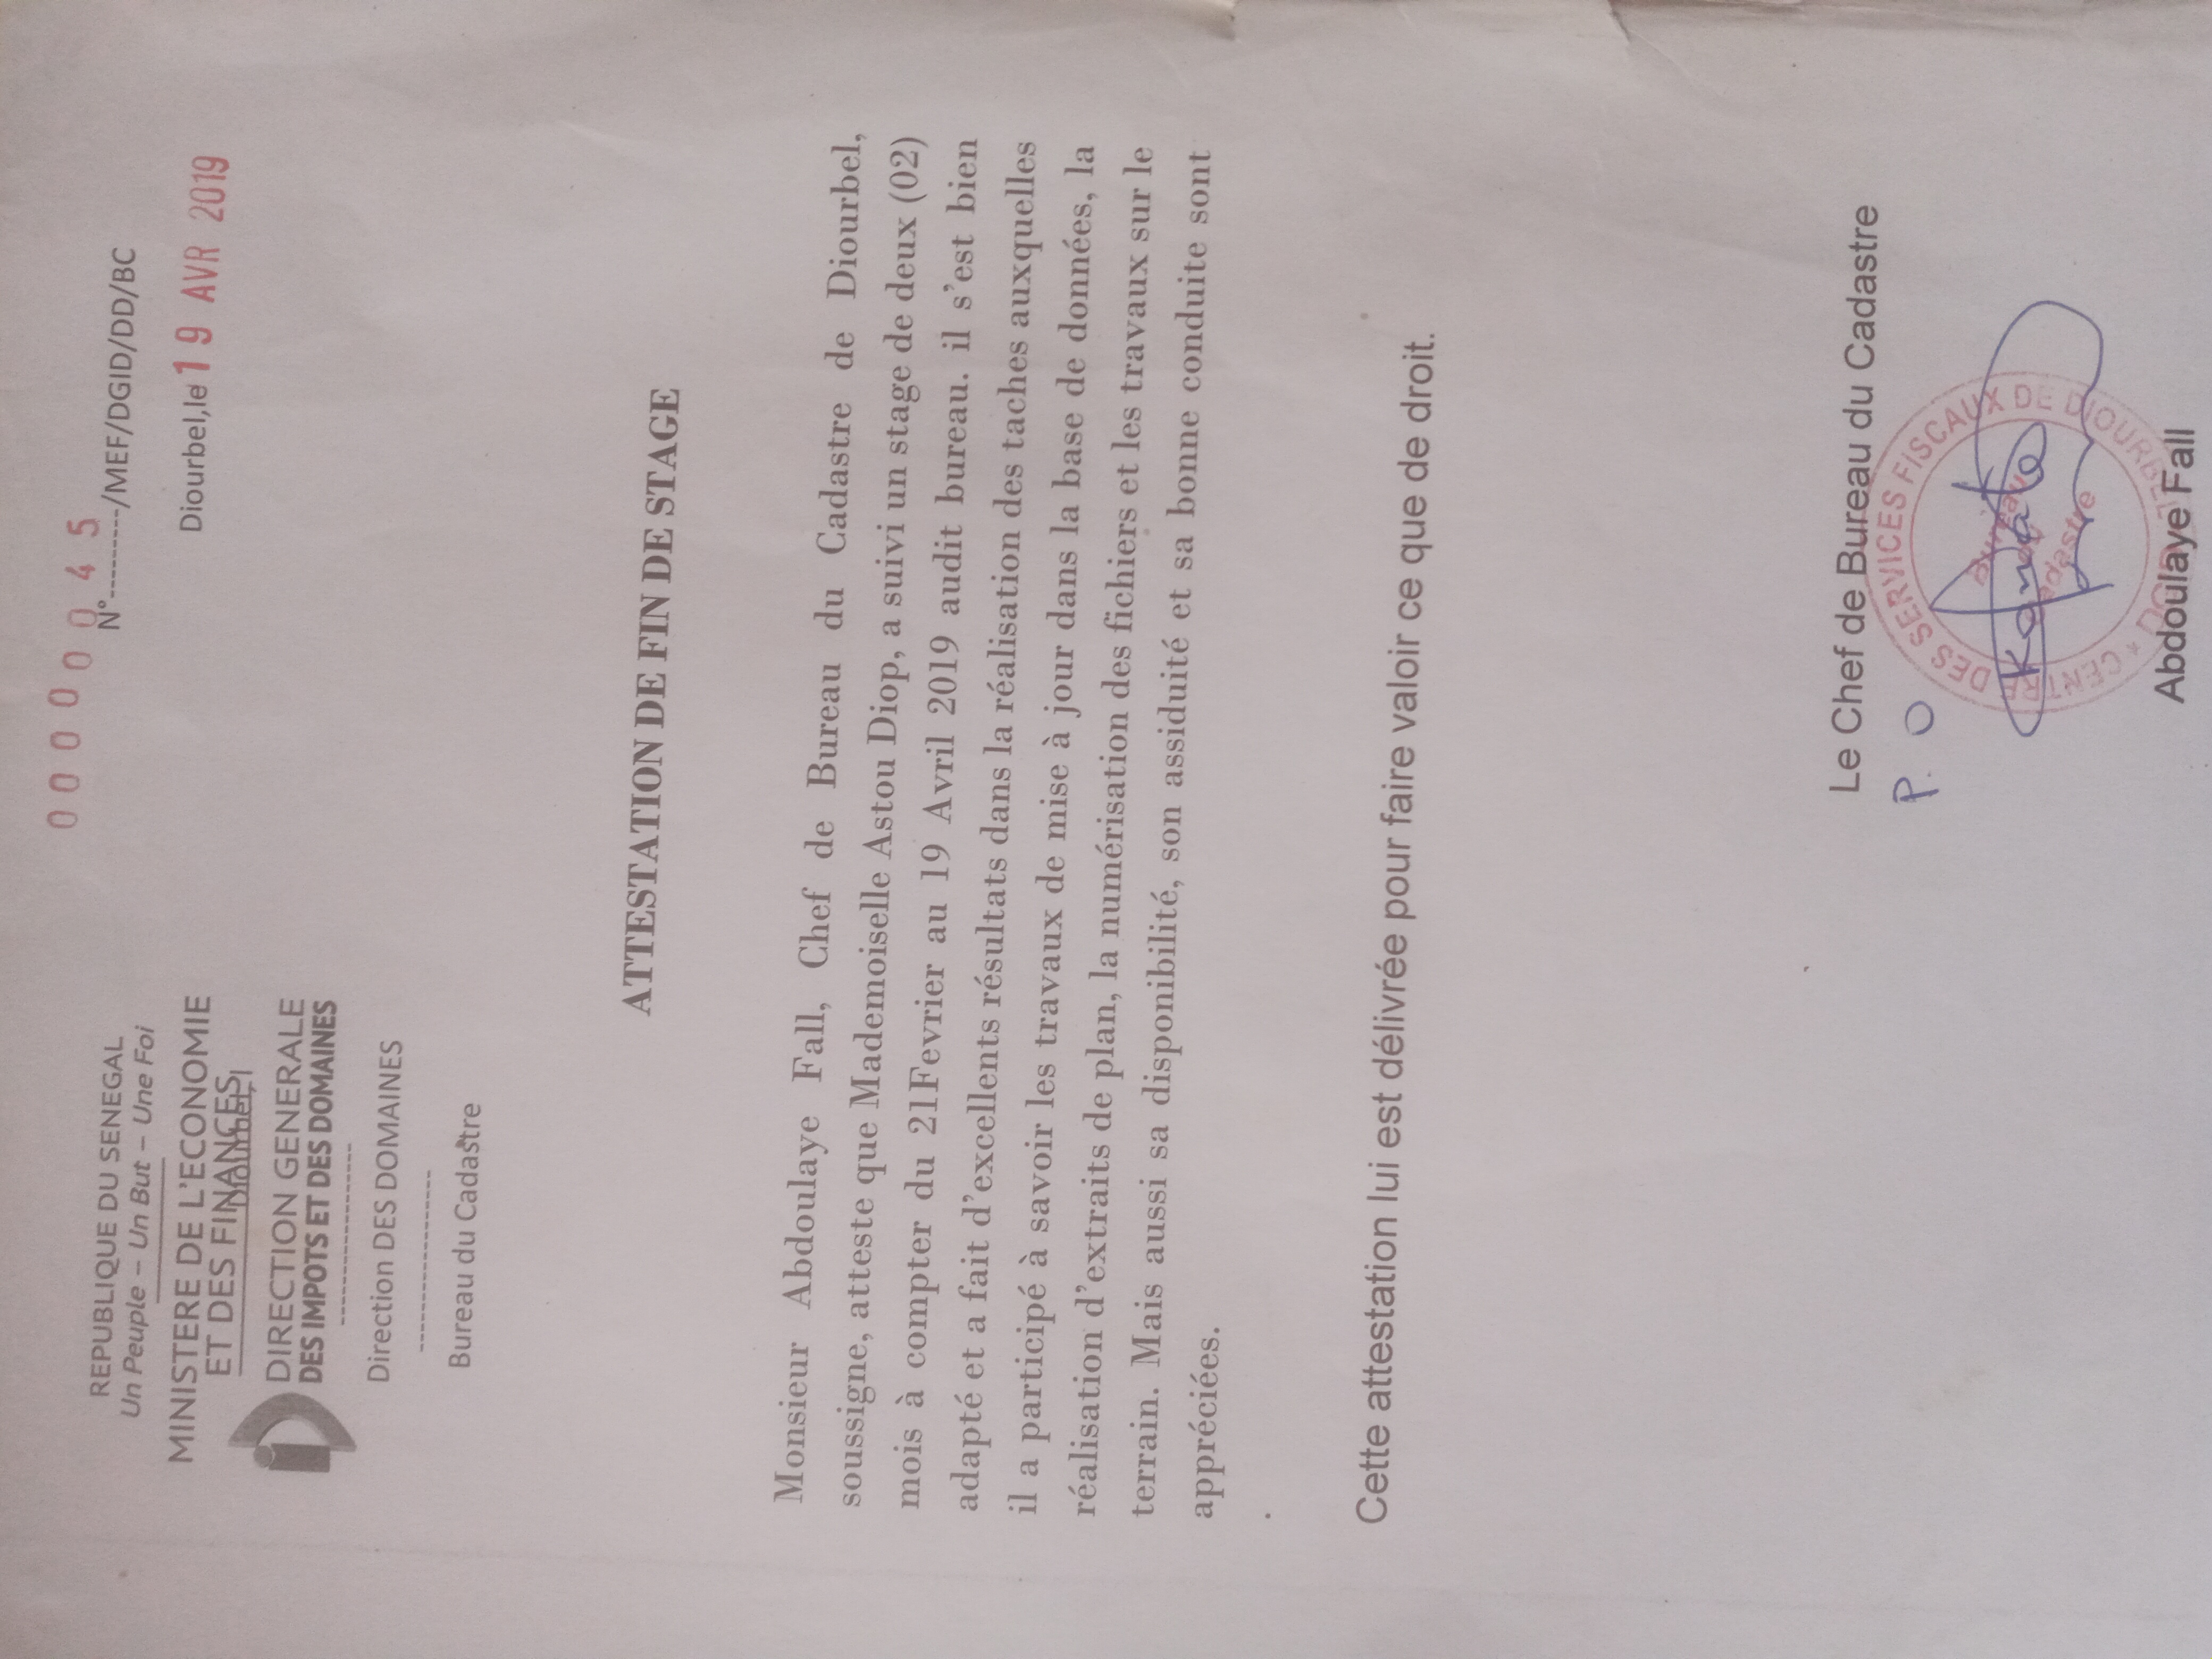 00000045
N°---------/MEF/DGID/DD/BC
REPUBLIQUE DU SENEGAL
Un Peuple – Un But – Une Foi
MINISTERE DE L'ECONOMIE
ET DES FINANCES
Diourbel, l
Diourbel,le 19 AVR 2019
DIRECTION GENERALE
DES IMPOTS ET DES DOMAINES
------------------
Direction DES DOMAINES
------------------
Bureau du Cadastre
ATTESTATION DE FIN DE STAGE
Monsieur Abdoulaye Fall, Chef de Bureau du Cadastre de Diourbel,
soussigne, atteste que Mademoiselle Astou Diop, a suivi un stage de deux (02)
mois à compter du 21Fevrier au 19 Avril 2019 audit bureau. il s'est bien
adapté et a fait d'excellents résultats dans la réalisation des taches auxquelles
il a participé à savoir les travaux de mise à jour dans la base de données, la
réalisation d'extraits de plan, la numérisation des fichiers et les travaux sur le
terrain. Mais aussi sa disponibilité, son assiduité et sa bonne conduite sont
appréciées.
.
Cette attestation lui est délivrée pour faire valoir ce que de droit.
Le Chef de Bureau du Cadastre
P. O
CENTRE DES SERVICES FISCAUX DE DIOURBEL * DGID *
Bureau
du
Cadastre
Konate
Abdoulaye Fall